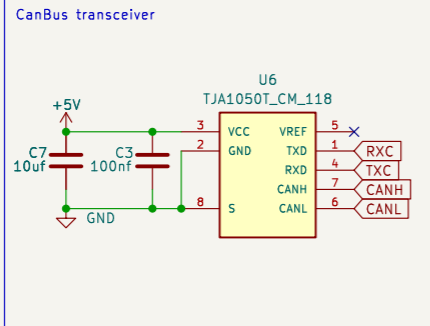 CanBus transceiver
U6
TJA1050T_CM_118
+5V
C7
10uf
C3
100nf
GND
3 VCC VREF 5
2 GND TXD 1 RXC
RXD 4 TXC
CANH 7 CANH
8 S CANL 6 CANL